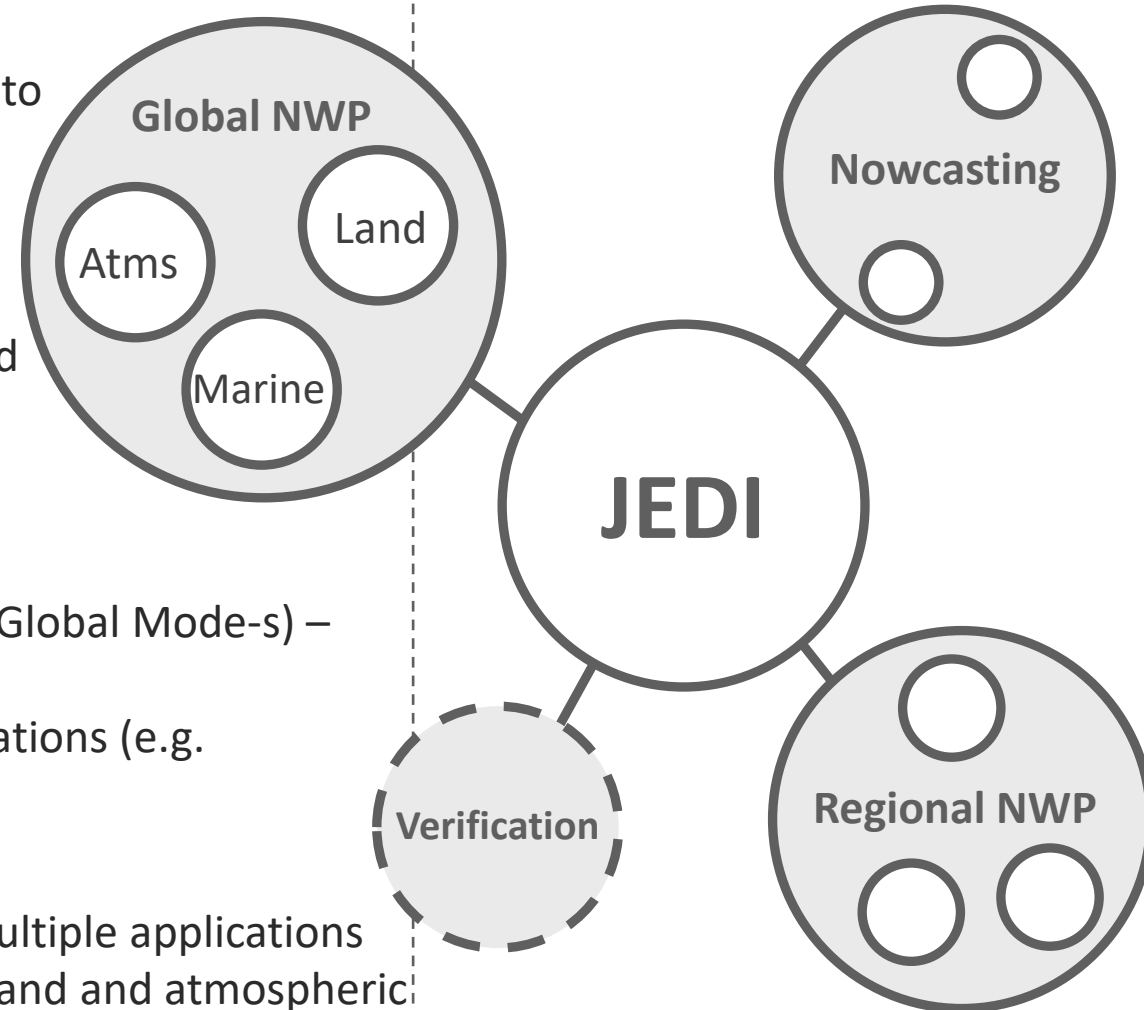 to
d
Global Mode-s) –
ations (e.g.
ultiple applications
and and atmospheric
Global NWP
Atms
Land
Marine
Nowcasting
JEDI
Verification
Regional NWP